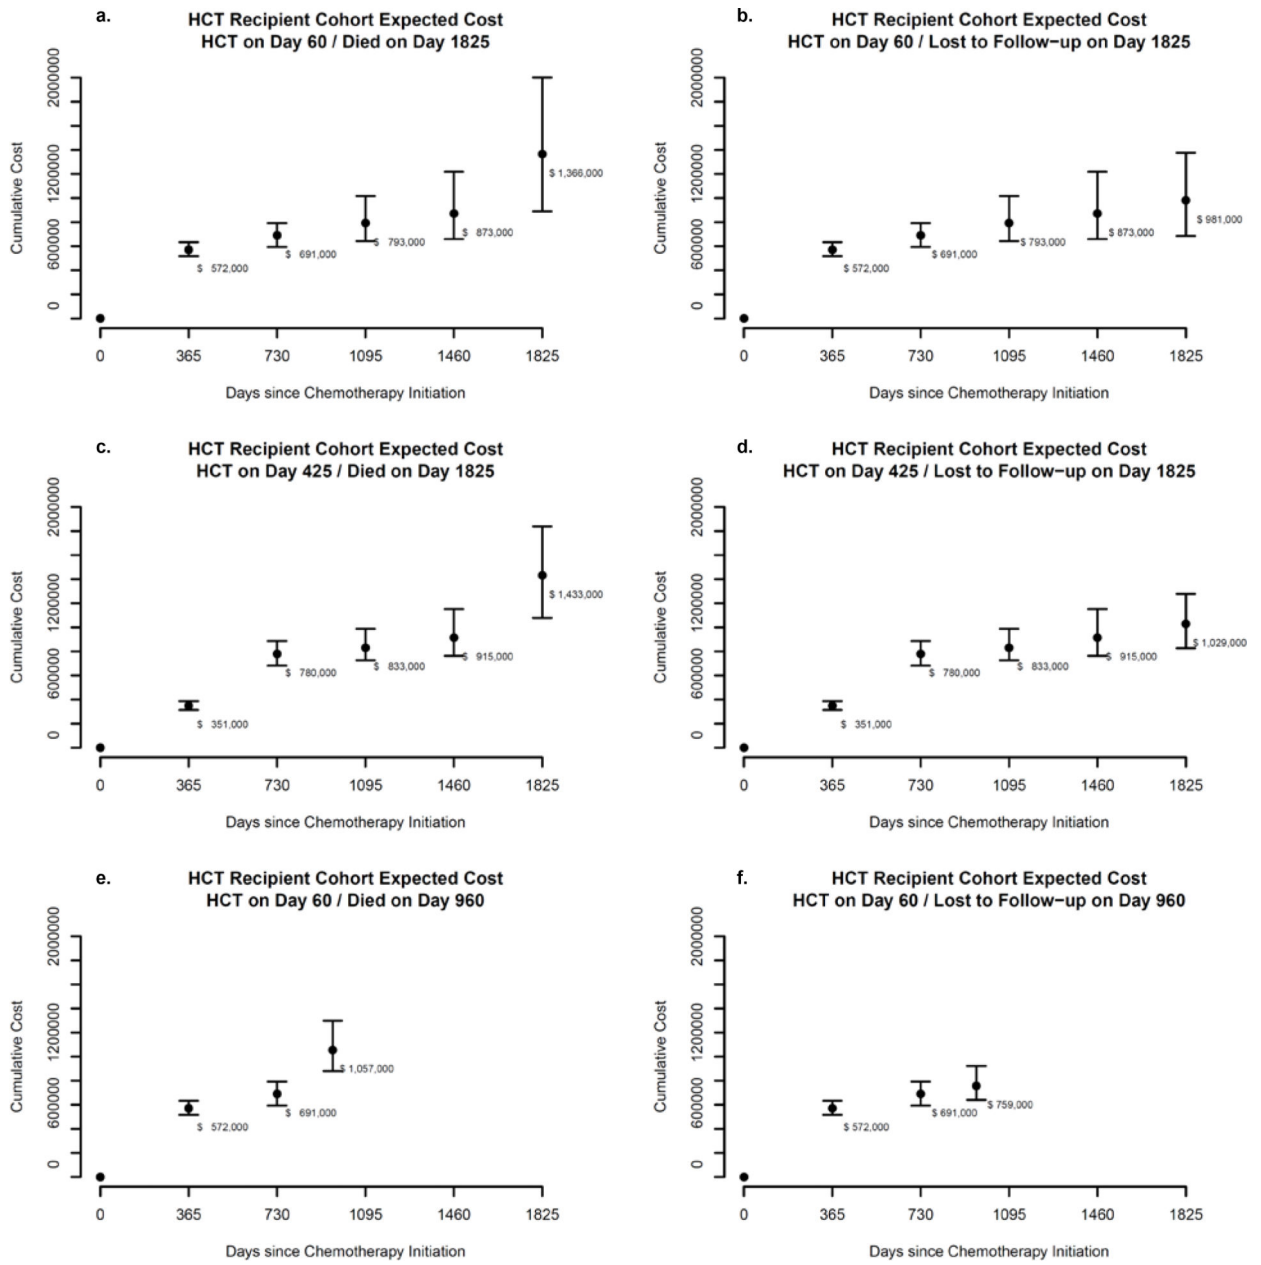 a.
HCT Recipient Cohort Expected Cost
HCT on Day 60 / Died on Day 1825
Cumulative Cost
2000000
1200000
600000
0
$ 572,000
$ 691,000
$ 793,000
$ 873,000
$ 1,366,000
0 365 730 1095 1460 1825
Days since Chemotherapy Initiation
b.
HCT Recipient Cohort Expected Cost
HCT on Day 60 / Lost to Follow−up on Day 1825
Cumulative Cost
2000000
1200000
600000
0
$ 572,000
$ 691,000
$ 793,000
$ 873,000
$ 981,000
0 365 730 1095 1460 1825
Days since Chemotherapy Initiation
c.
HCT Recipient Cohort Expected Cost
HCT on Day 425 / Died on Day 1825
Cumulative Cost
2000000
1200000
600000
0
$ 351,000
$ 780,000
$ 833,000
$ 915,000
$ 1,433,000
0 365 730 1095 1460 1825
Days since Chemotherapy Initiation
d.
HCT Recipient Cohort Expected Cost
HCT on Day 425 / Lost to Follow−up on Day 1825
Cumulative Cost
2000000
1200000
600000
0
$ 351,000
$ 780,000
$ 833,000
$ 915,000
$ 1,029,000
0 365 730 1095 1460 1825
Days since Chemotherapy Initiation
e.
HCT Recipient Cohort Expected Cost
HCT on Day 60 / Died on Day 960
Cumulative Cost
2000000
1200000
600000
0
$ 572,000
$ 691,000
$ 1,057,000
0 365 730 1095 1460 1825
Days since Chemotherapy Initiation
f.
HCT Recipient Cohort Expected Cost
HCT on Day 60 / Lost to Follow−up on Day 960
Cumulative Cost
2000000
1200000
600000
0
$ 572,000
$ 691,000
$ 759,000
0 365 730 1095 1460 1825
Days since Chemotherapy Initiation